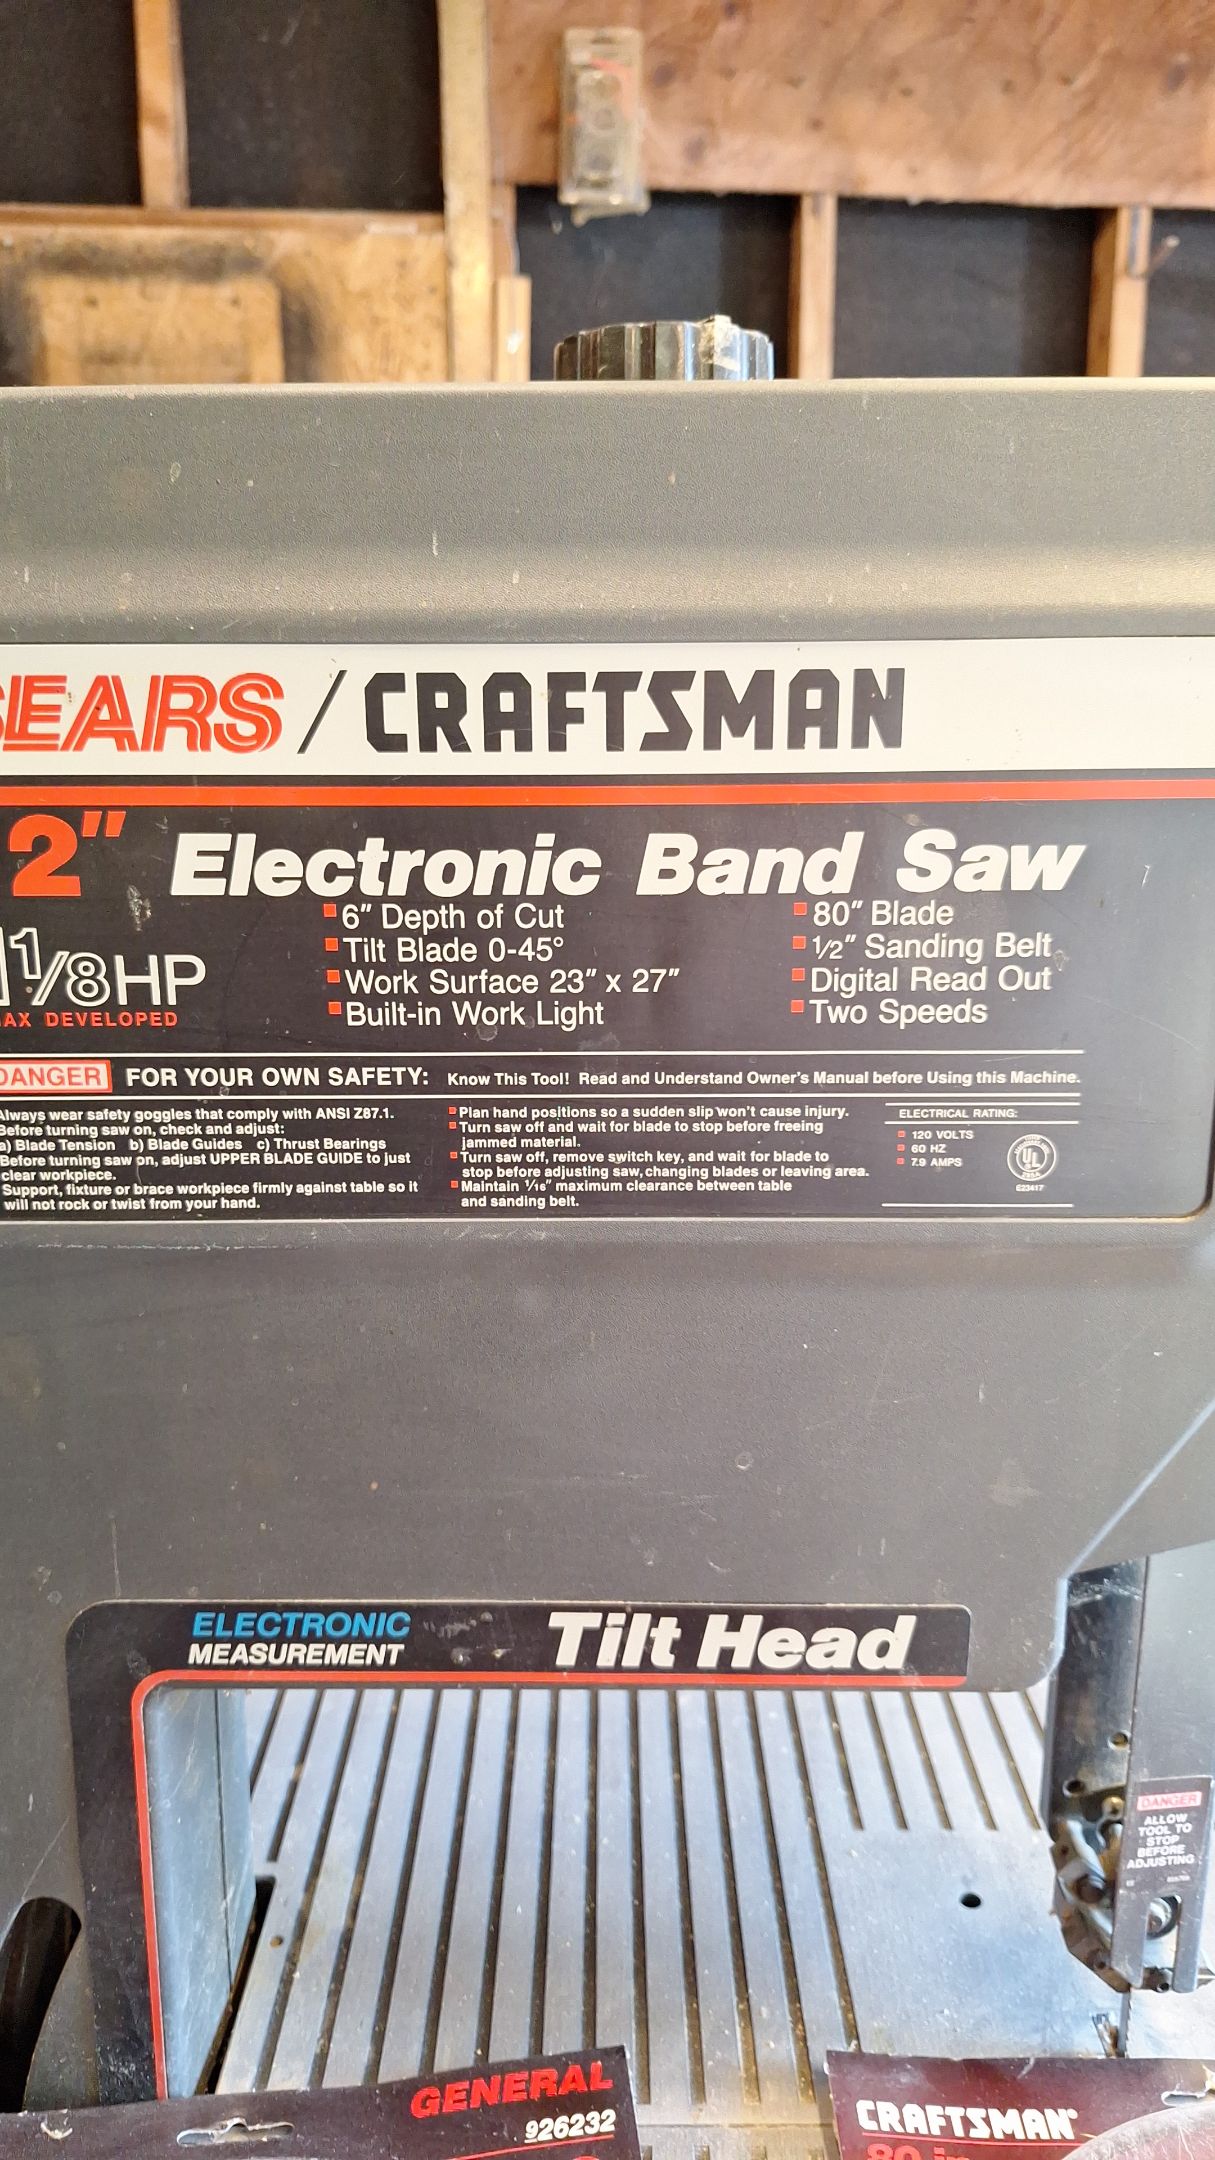 SEARS / CRAFTSMAN
2" Electronic Band Saw
6" Depth of Cut
Tilt Blade 0-45°
Work Surface 23" x 27"
Built-in Work Light
80" Blade
1/2" Sanding Belt
Digital Read Out
Two Speeds
1 1/8 HP
AX DEVELOPED
DANGER FOR YOUR OWN SAFETY: Know This Tool! Read and Understand Owner's Manual before Using this Machine.
Always wear safety goggles that comply with ANSI Z87.1.
Before turning saw on, check and adjust:
a) Blade Tension b) Blade Guides c) Thrust Bearings
Before turning saw on, adjust UPPER BLADE GUIDE to just
clear workpiece.
Support, fixture or brace workpiece firmly against table so it
will not rock or twist from your hand.
Plan hand positions so a sudden slip won't cause injury.
Turn saw off and wait for blade to stop before freeing
jammed material.
Turn saw off, remove switch key, and wait for blade to
stop before adjusting saw, changing blades or leaving area.
Maintain 1/16" maximum clearance between table
and sanding belt.
ELECTRICAL RATING:
120 VOLTS
60 HZ
7.9 AMPS
UL
E23417
ELECTRONIC
MEASUREMENT
Tilt Head
DANGER
ALLOW
TOOL TO
STOP
BEFORE
ADJUSTING
GENERAL
926232
CRAFTSMAN
80 in